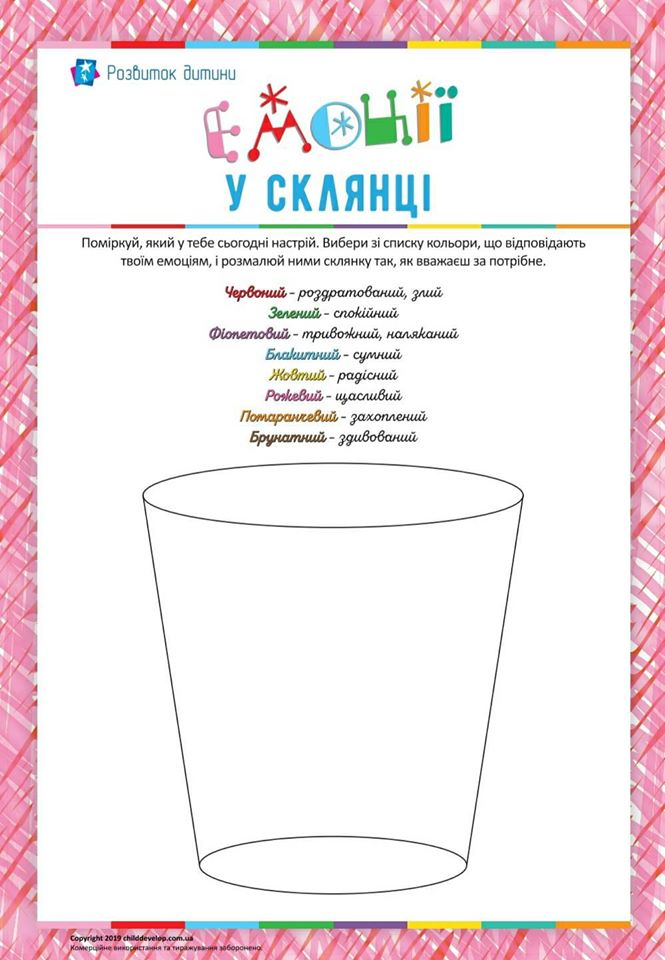 Розвиток дитини
ЕМОЦІЇ
У СКЛЯНЦІ
Поміркуй, який у тебе сьогодні настрій. Вибери зі списку кольори, що відповідають
твоїм емоціям, і розмалюй ними склянку так, як вважаєш за потрібне.
Червоний - роздратований, злий
Зелений - спокійний
Фіолетовий - тривожний, наляканий
Блакитний - сумний
Жовтий - радісний
Рожевий - щасливий
Помаранчевий - захоплений
Брунатний - здивований
Copyright 2019 childdevelop.com.ua
Комерційне використання та тиражування заборонено.